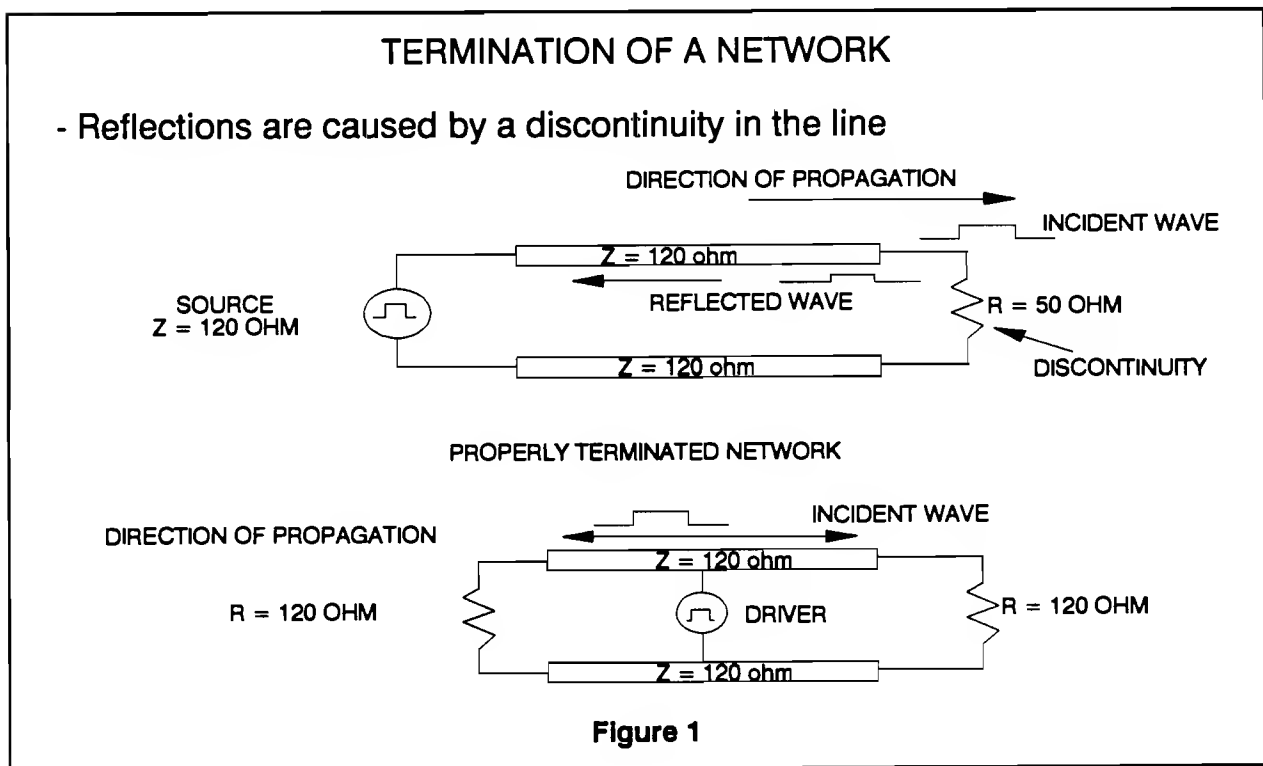 TERMINATION OF A NETWORK
- Reflections are caused by a discontinuity in the line
DIRECTION OF PROPAGATION
INCIDENT WAVE
Z = 120 ohm
REFLECTED WAVE
SOURCE
Z = 120 OHM
R = 50 OHM
Z = 120 ohm
DISCONTINUITY
PROPERLY TERMINATED NETWORK
DIRECTION OF PROPAGATION
INCIDENT WAVE
Z = 120 ohm
R = 120 OHM
DRIVER
R = 120 OHM
Z = 120 ohm
Figure 1